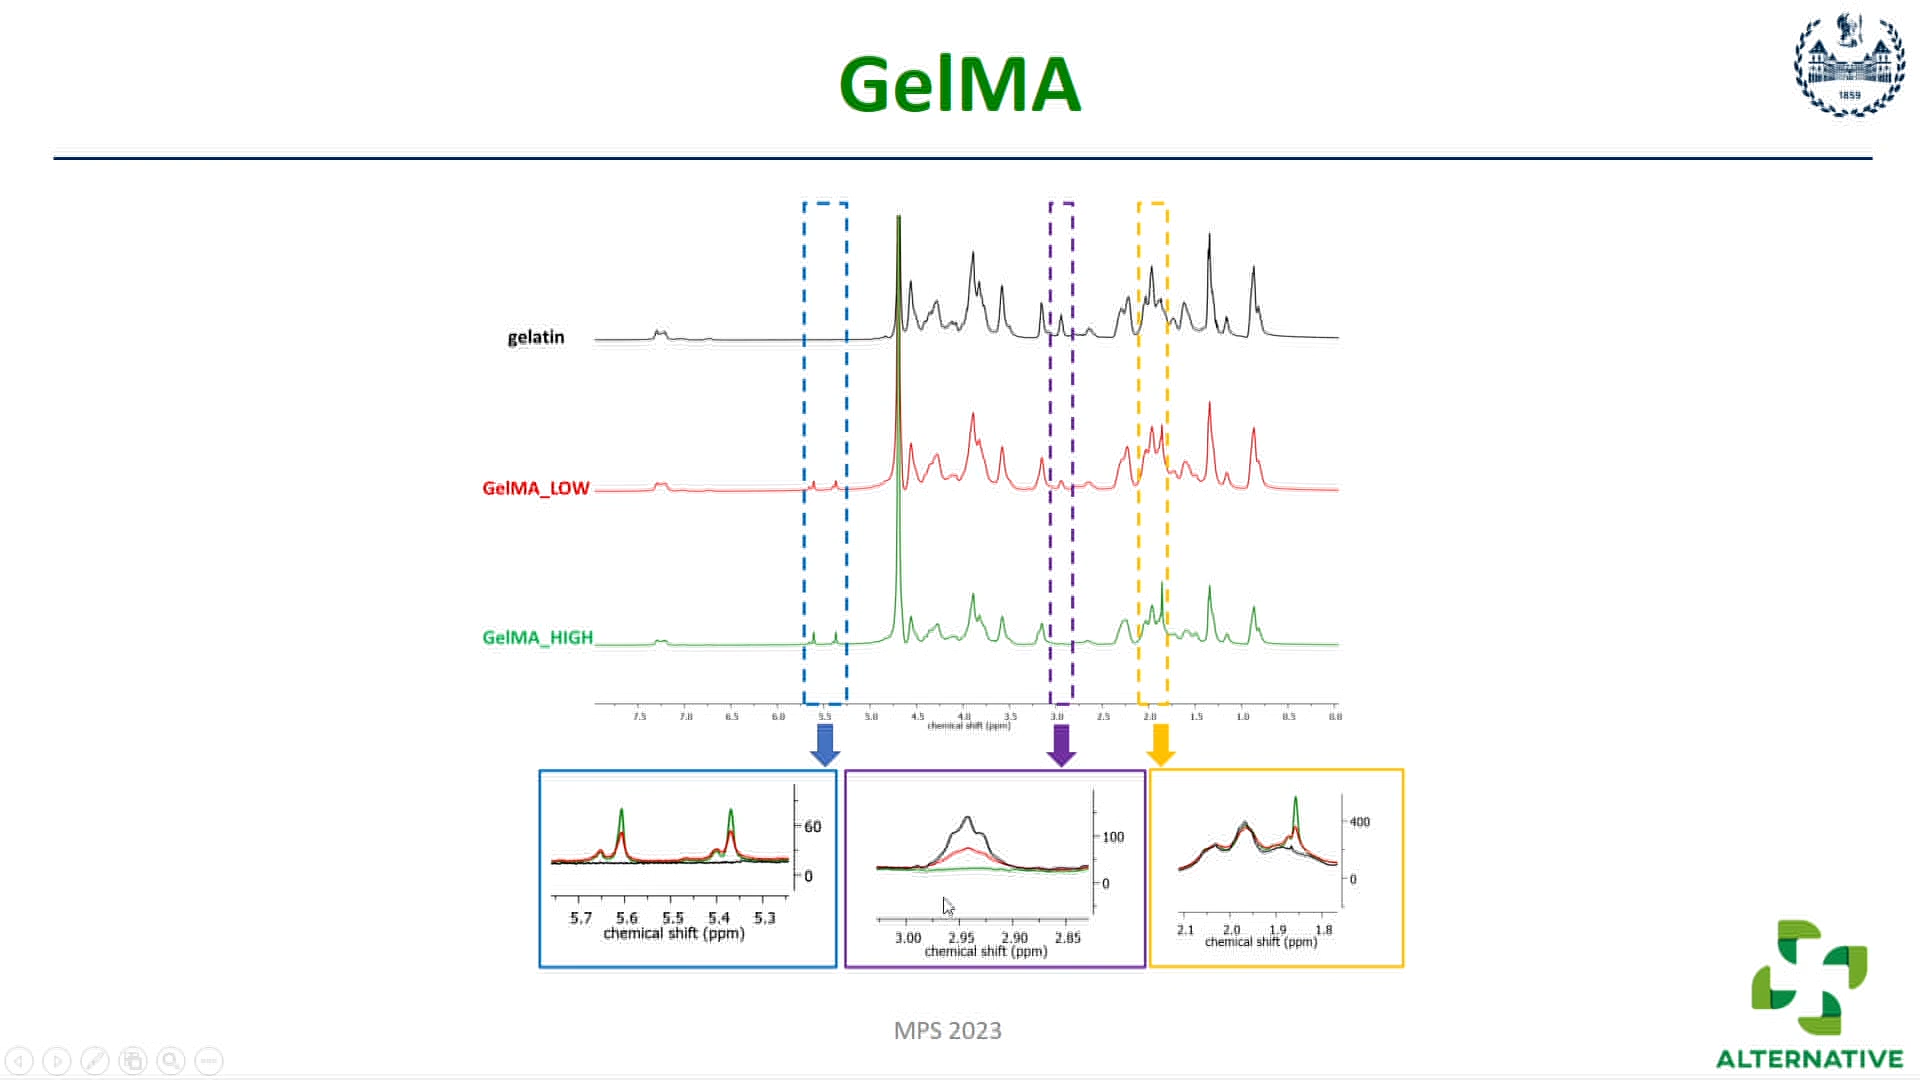 GelMA
1859
gelatin
GelMA_LOW
GelMA_HIGH
7.5 7.0 6.5 6.0 5.5 5.0 4.5 4.0 3.5 3.0 2.5 2.0 1.5 1.0 0.5 0.0
chemical shift (ppm)
60
0
5.7 5.6 5.5 5.4 5.3
chemical shift (ppm)
100
0
3.00 2.95 2.90 2.85
chemical shift (ppm)
400
0
2.1 2.0 1.9 1.8
chemical shift (ppm)
MPS 2023
ALTERNATIVE